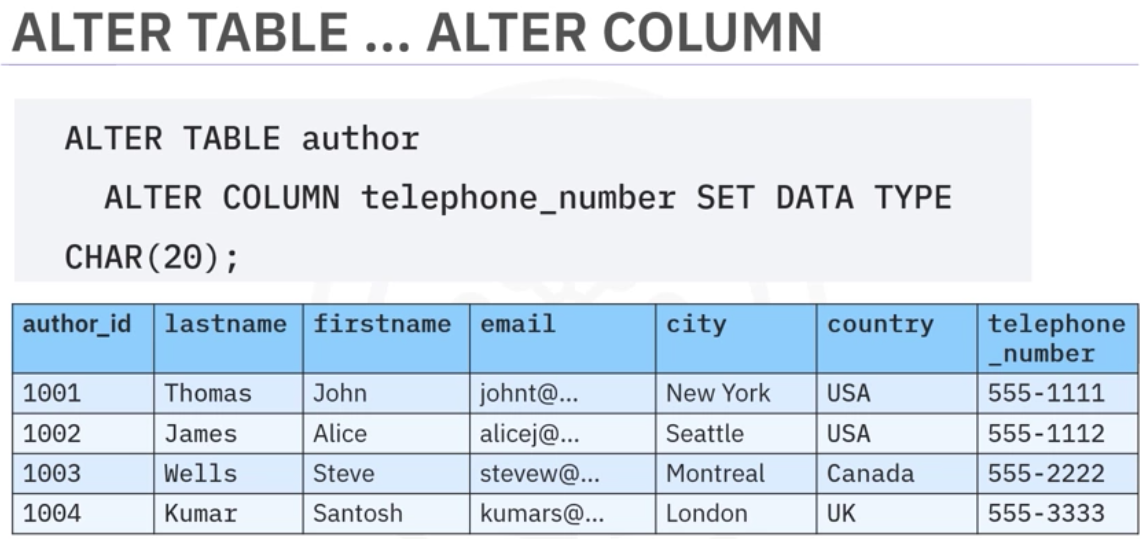 ALTER TABLE ... ALTER COLUMN
ALTER TABLE author
ALTER COLUMN telephone_number SET DATA TYPE
CHAR(20);
author_id lastname firstname email city country telephone
_number
1001 Thomas John johnt@... New York USA 555-1111
1002 James Alice alicej@... Seattle USA 555-1112
1003 Wells Steve stevew@... Montreal Canada 555-2222
1004 Kumar Santosh kumars@... London UK 555-3333